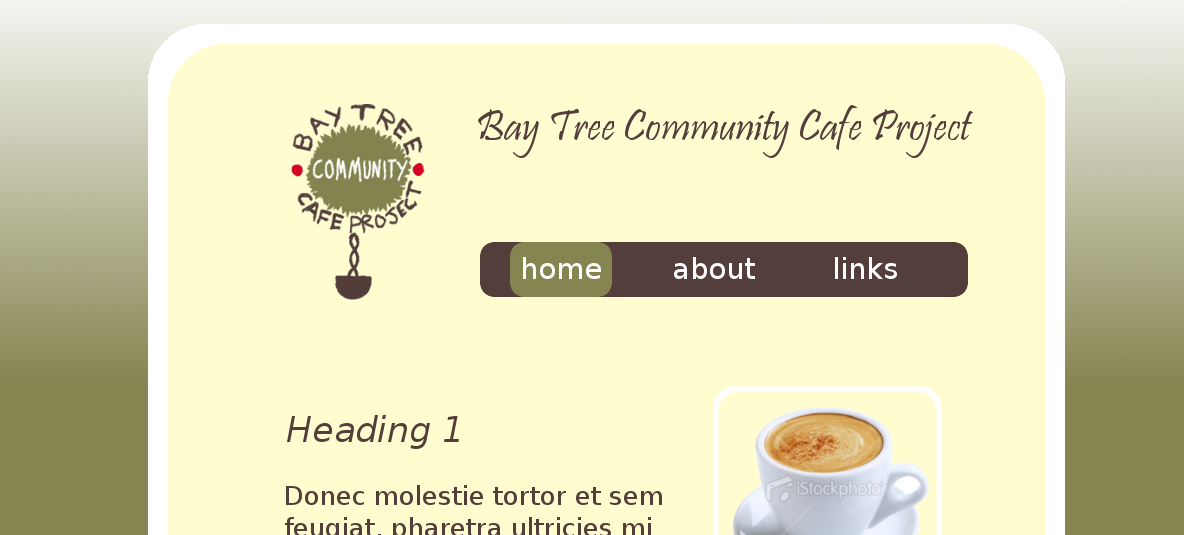 BAY TREE
COMMUNITY
CAFE PROJECT
Bay Tree Community Cafe Project
home about links
Heading 1
Donec molestie tortor et sem
feugiat, pharetra ultricies mi
iStockphoto